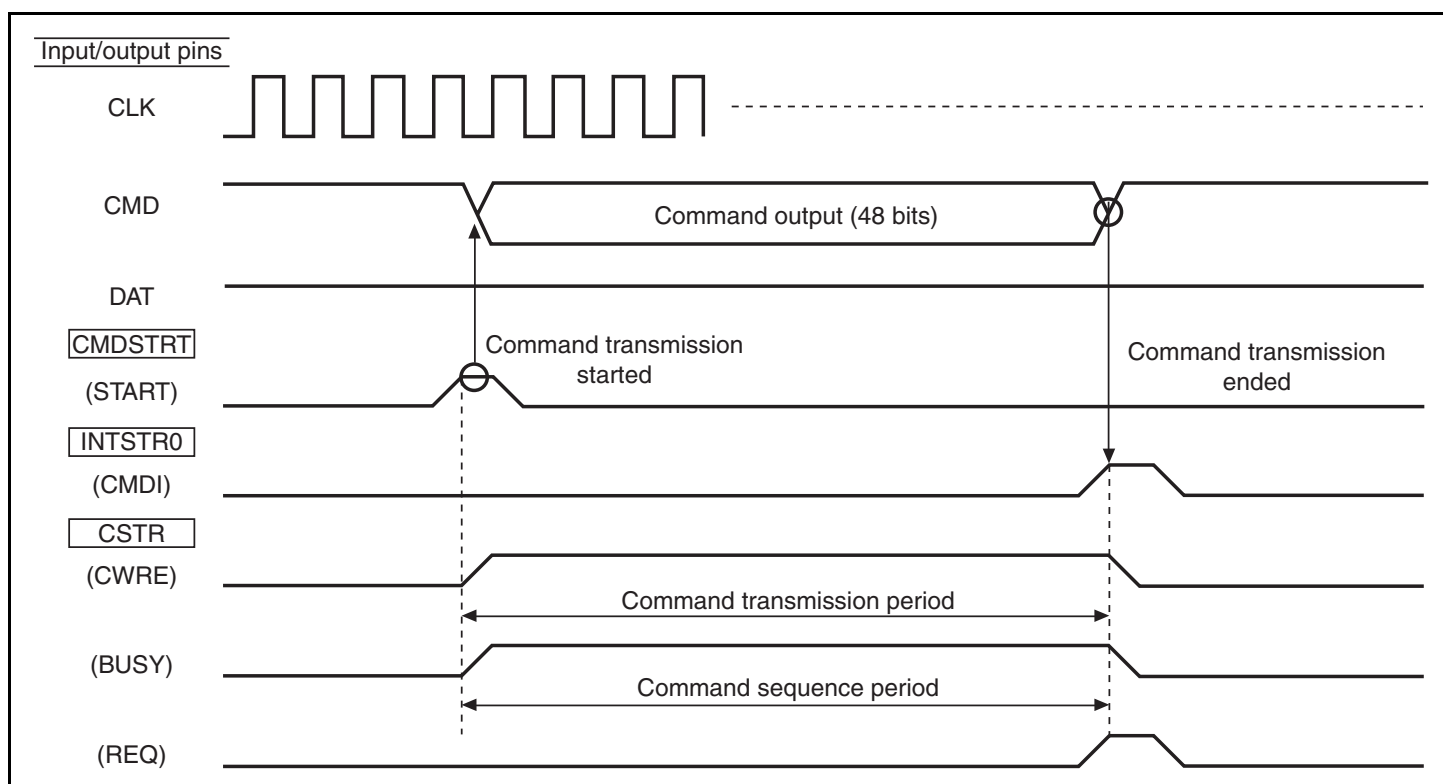 Input/output pins
CLK
CMD
Command output (48 bits)
DAT
CMDSTRT
(START)
Command transmission
started
Command transmission
ended
INTSTR0
(CMDI)
CSTR
(CWRE)
Command transmission period
(BUSY)
Command sequence period
(REQ)